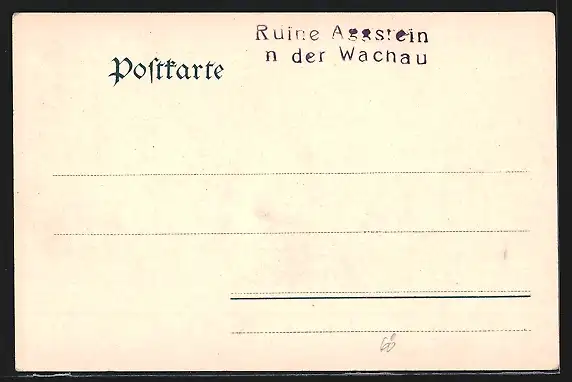 Ruine Aggstein
n der Wachau
Poſtkarte